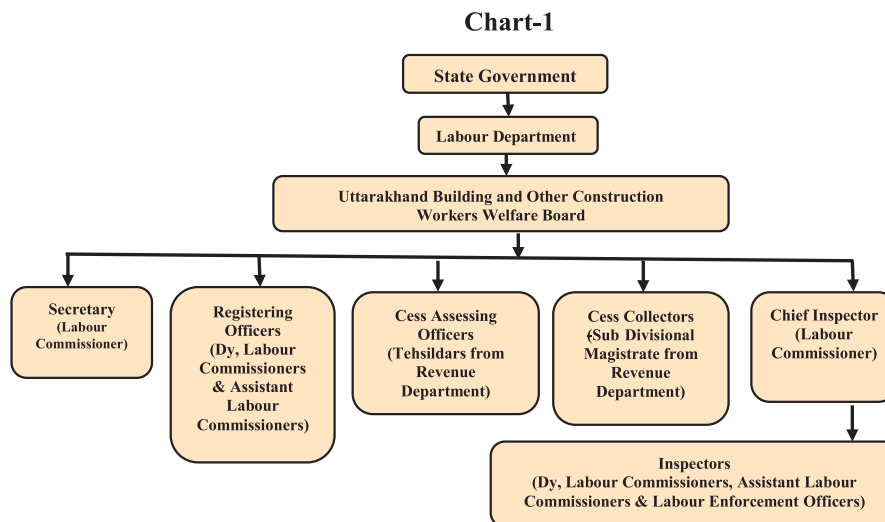 Chart-1
State Government
Labour Department
Uttarakhand Building and Other Construction
Workers Welfare Board
Secretary
(Labour
Commissioner)
Registering
Officers
(Dy, Labour
Commissioners
& Assistant
Labour
Commissioners)
Cess Assessing
Officers
(Tehsildars from
Revenue
Department)
Cess Collectors
(Sub Divisional
Magistrate from
Revenue
Department)
Chief Inspector
(Labour
Commissioner)
Inspectors
(Dy, Labour Commissioners, Assistant Labour
Commissioners & Labour Enforcement Officers)